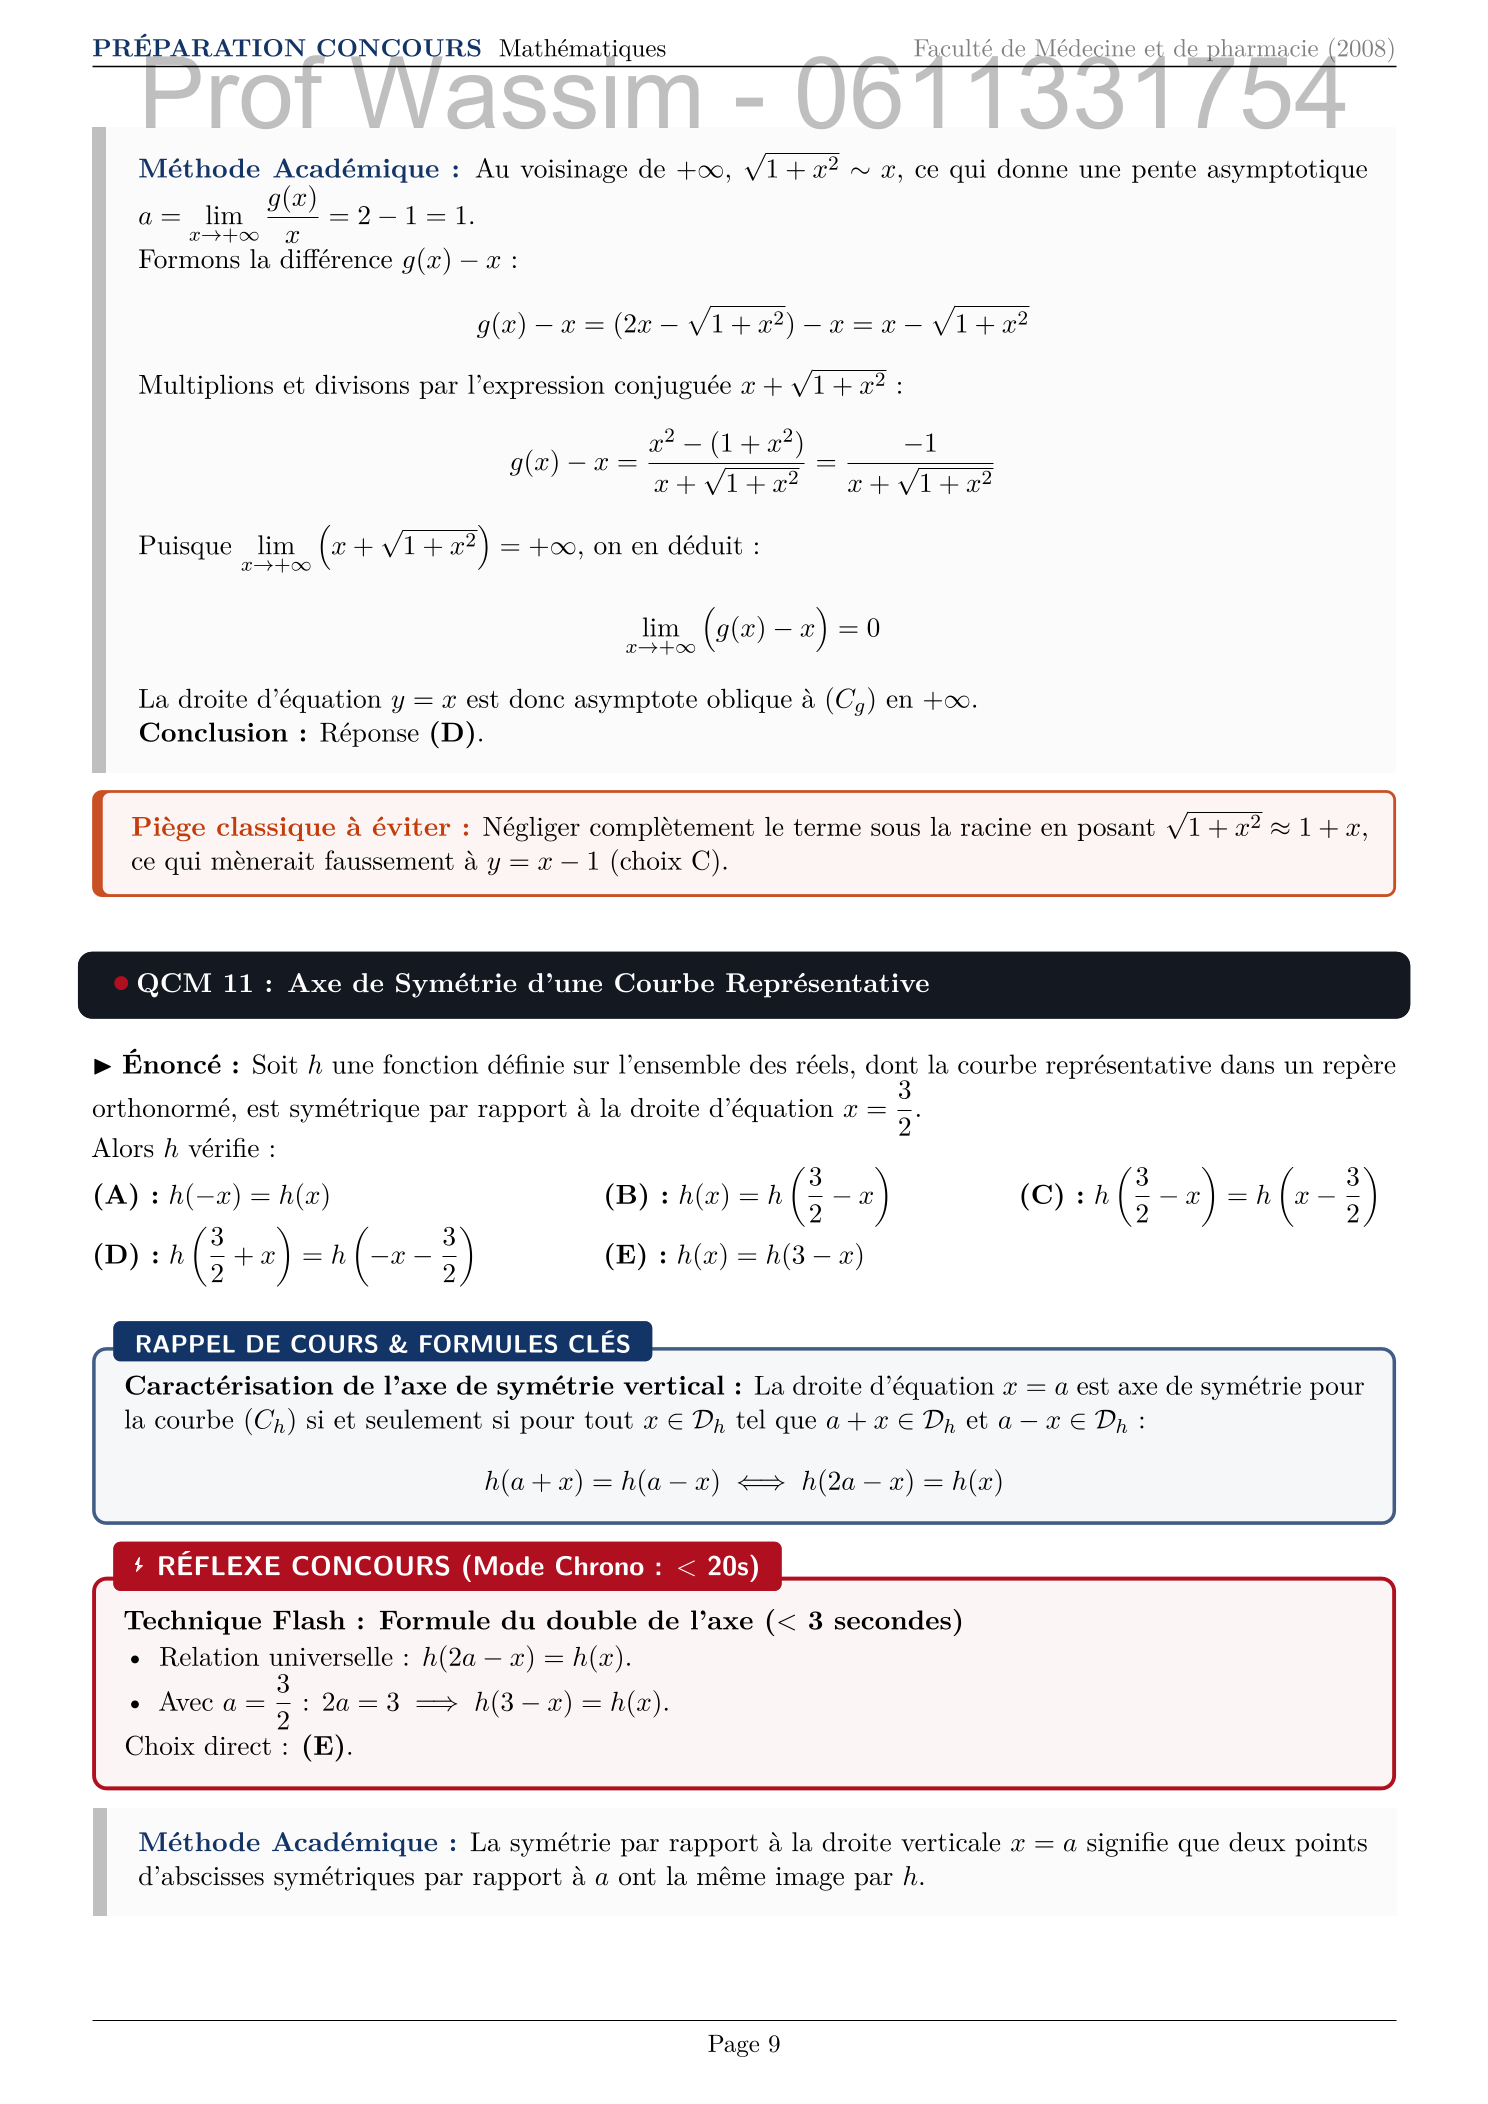 PRÉPARATION CONCOURS Mathématiques Faculté de Médecine et de pharmacie (2008)
Prof Wassim - 0611331754
Méthode Académique : Au voisinage de +∞, √(1 + x²) ∼ x, ce qui donne une pente asymptotique
a = lim_{x→+∞} g(x)/x = 2 − 1 = 1.
Formons la différence g(x) − x :
g(x) − x = (2x − √(1 + x²)) − x = x − √(1 + x²)
Multiplions et divisons par l'expression conjuguée x + √(1 + x²) :
g(x) − x = (x² − (1 + x²))/(x + √(1 + x²)) = −1/(x + √(1 + x²))
Puisque lim_{x→+∞} (x + √(1 + x²)) = +∞, on en déduit :
lim_{x→+∞} (g(x) − x) = 0
La droite d'équation y = x est donc asymptote oblique à (C_g) en +∞.
Conclusion : Réponse (D).
Piège classique à éviter : Négliger complètement le terme sous la racine en posant √(1 + x²) ≈ 1 + x,
ce qui mènerait faussement à y = x − 1 (choix C).
● QCM 11 : Axe de Symétrie d'une Courbe Représentative
▶ Énoncé : Soit h une fonction définie sur l'ensemble des réels, dont la courbe représentative dans un repère
orthonormé, est symétrique par rapport à la droite d'équation x = 3/2.
Alors h vérifie :
(A) : h(−x) = h(x) (B) : h(x) = h(3/2 − x) (C) : h(3/2 − x) = h(x − 3/2)
(D) : h(3/2 + x) = h(−x − 3/2) (E) : h(x) = h(3 − x)
RAPPEL DE COURS & FORMULES CLÉS
Caractérisation de l'axe de symétrie vertical : La droite d'équation x = a est axe de symétrie pour
la courbe (C_h) si et seulement si pour tout x ∈ D_h tel que a + x ∈ D_h et a − x ∈ D_h :
h(a + x) = h(a − x) ⟺ h(2a − x) = h(x)
RÉFLEXE CONCOURS (Mode Chrono : < 20s)
Technique Flash : Formule du double de l'axe (< 3 secondes)
• Relation universelle : h(2a − x) = h(x).
• Avec a = 3/2 : 2a = 3 ⟹ h(3 − x) = h(x).
Choix direct : (E).
Méthode Académique : La symétrie par rapport à la droite verticale x = a signifie que deux points
d'abscisses symétriques par rapport à a ont la même image par h.
Page 9